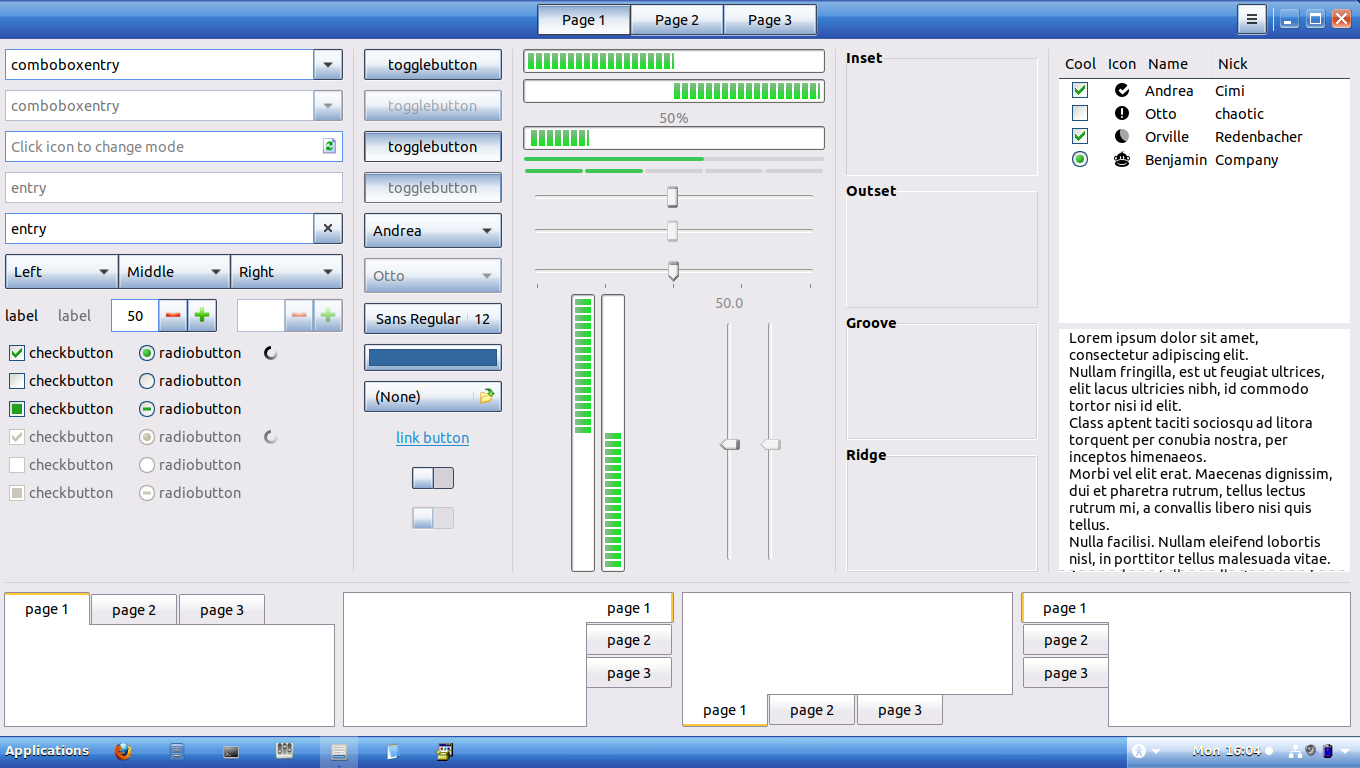 Page 1
Page 2
Page 3
comboboxentry
comboboxentry
Click icon to change mode
entry
entry
Left
Middle
Right
label
label
50
checkbutton
radiobutton
checkbutton
radiobutton
checkbutton
radiobutton
checkbutton
radiobutton
checkbutton
radiobutton
checkbutton
radiobutton
togglebutton
togglebutton
togglebutton
togglebutton
Andrea
Otto
Sans Regular 12
(None)
link button
50%
50.0
Inset
Outset
Groove
Ridge
Cool Icon Name Nick
Andrea Cimi
Otto chaotic
Orville Redenbacher
Benjamin Company
Lorem ipsum dolor sit amet,
consectetur adipiscing elit.
Nullam fringilla, est ut feugiat ultrices,
elit lacus ultricies nibh, id commodo
tortor nisi id elit.
Class aptent taciti sociosqu ad litora
torquent per conubia nostra, per
inceptos himenaeos.
Morbi vel elit erat. Maecenas dignissim,
dui et pharetra rutrum, tellus lectus
rutrum mi, a convallis libero nisi quis
tellus.
Nulla facilisi. Nullam eleifend lobortis
nisl, in porttitor tellus malesuada vitae.
page 1
page 2
page 3
page 1
page 2
page 3
page 1
page 2
page 3
page 1
page 2
page 3
Applications
Mon 16:04